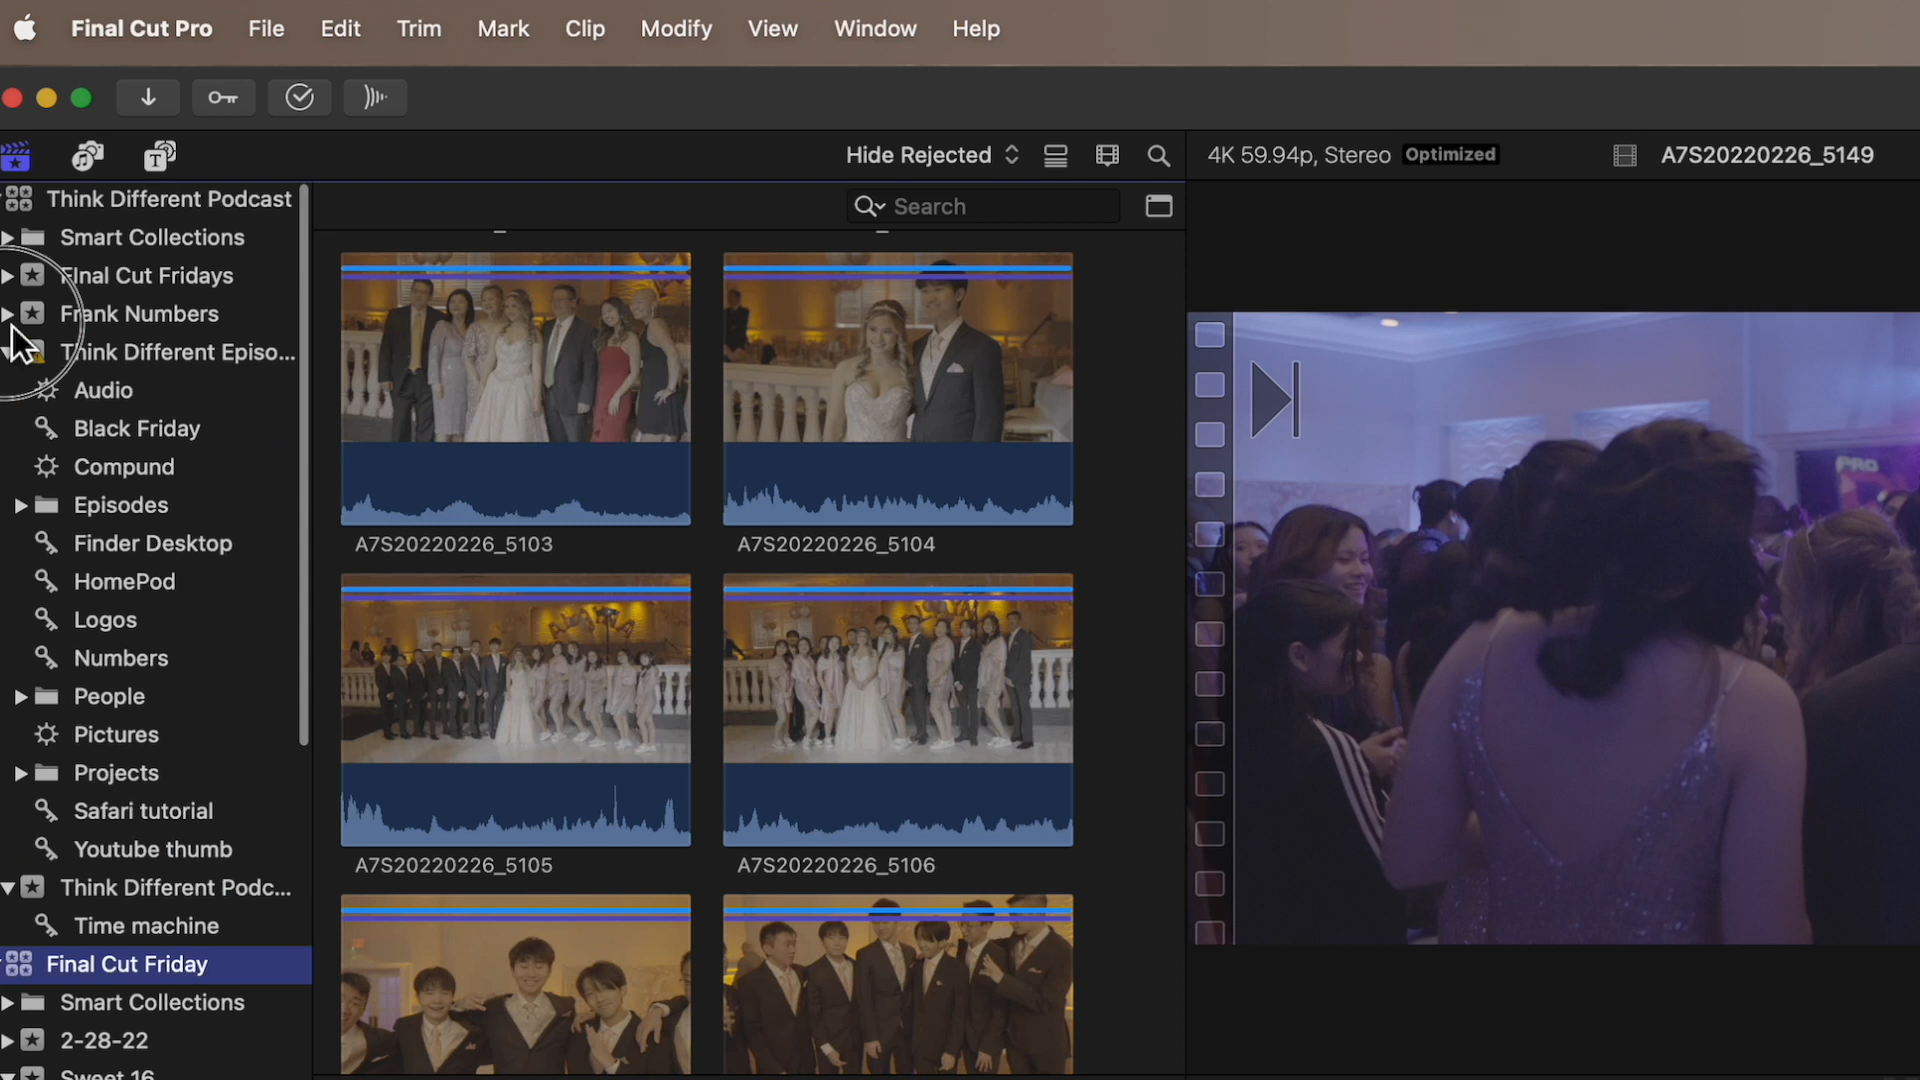 Final Cut Pro File Edit Trim Mark Clip Modify View Window Help
Hide Rejected
4K 59.94p, Stereo Optimized
A7S20220226_5149
Search
Think Different Podcast
Smart Collections
FInal Cut Fridays
Frank Numbers
Think Different Episo...
Audio
Black Friday
Compund
Episodes
Finder Desktop
HomePod
Logos
Numbers
People
Pictures
Projects
Safari tutorial
Youtube thumb
Think Different Podc...
Time machine
Final Cut Friday
Smart Collections
2-28-22
Sweet 16
A7S20220226_5103
A7S20220226_5104
A7S20220226_5105
A7S20220226_5106
PRO